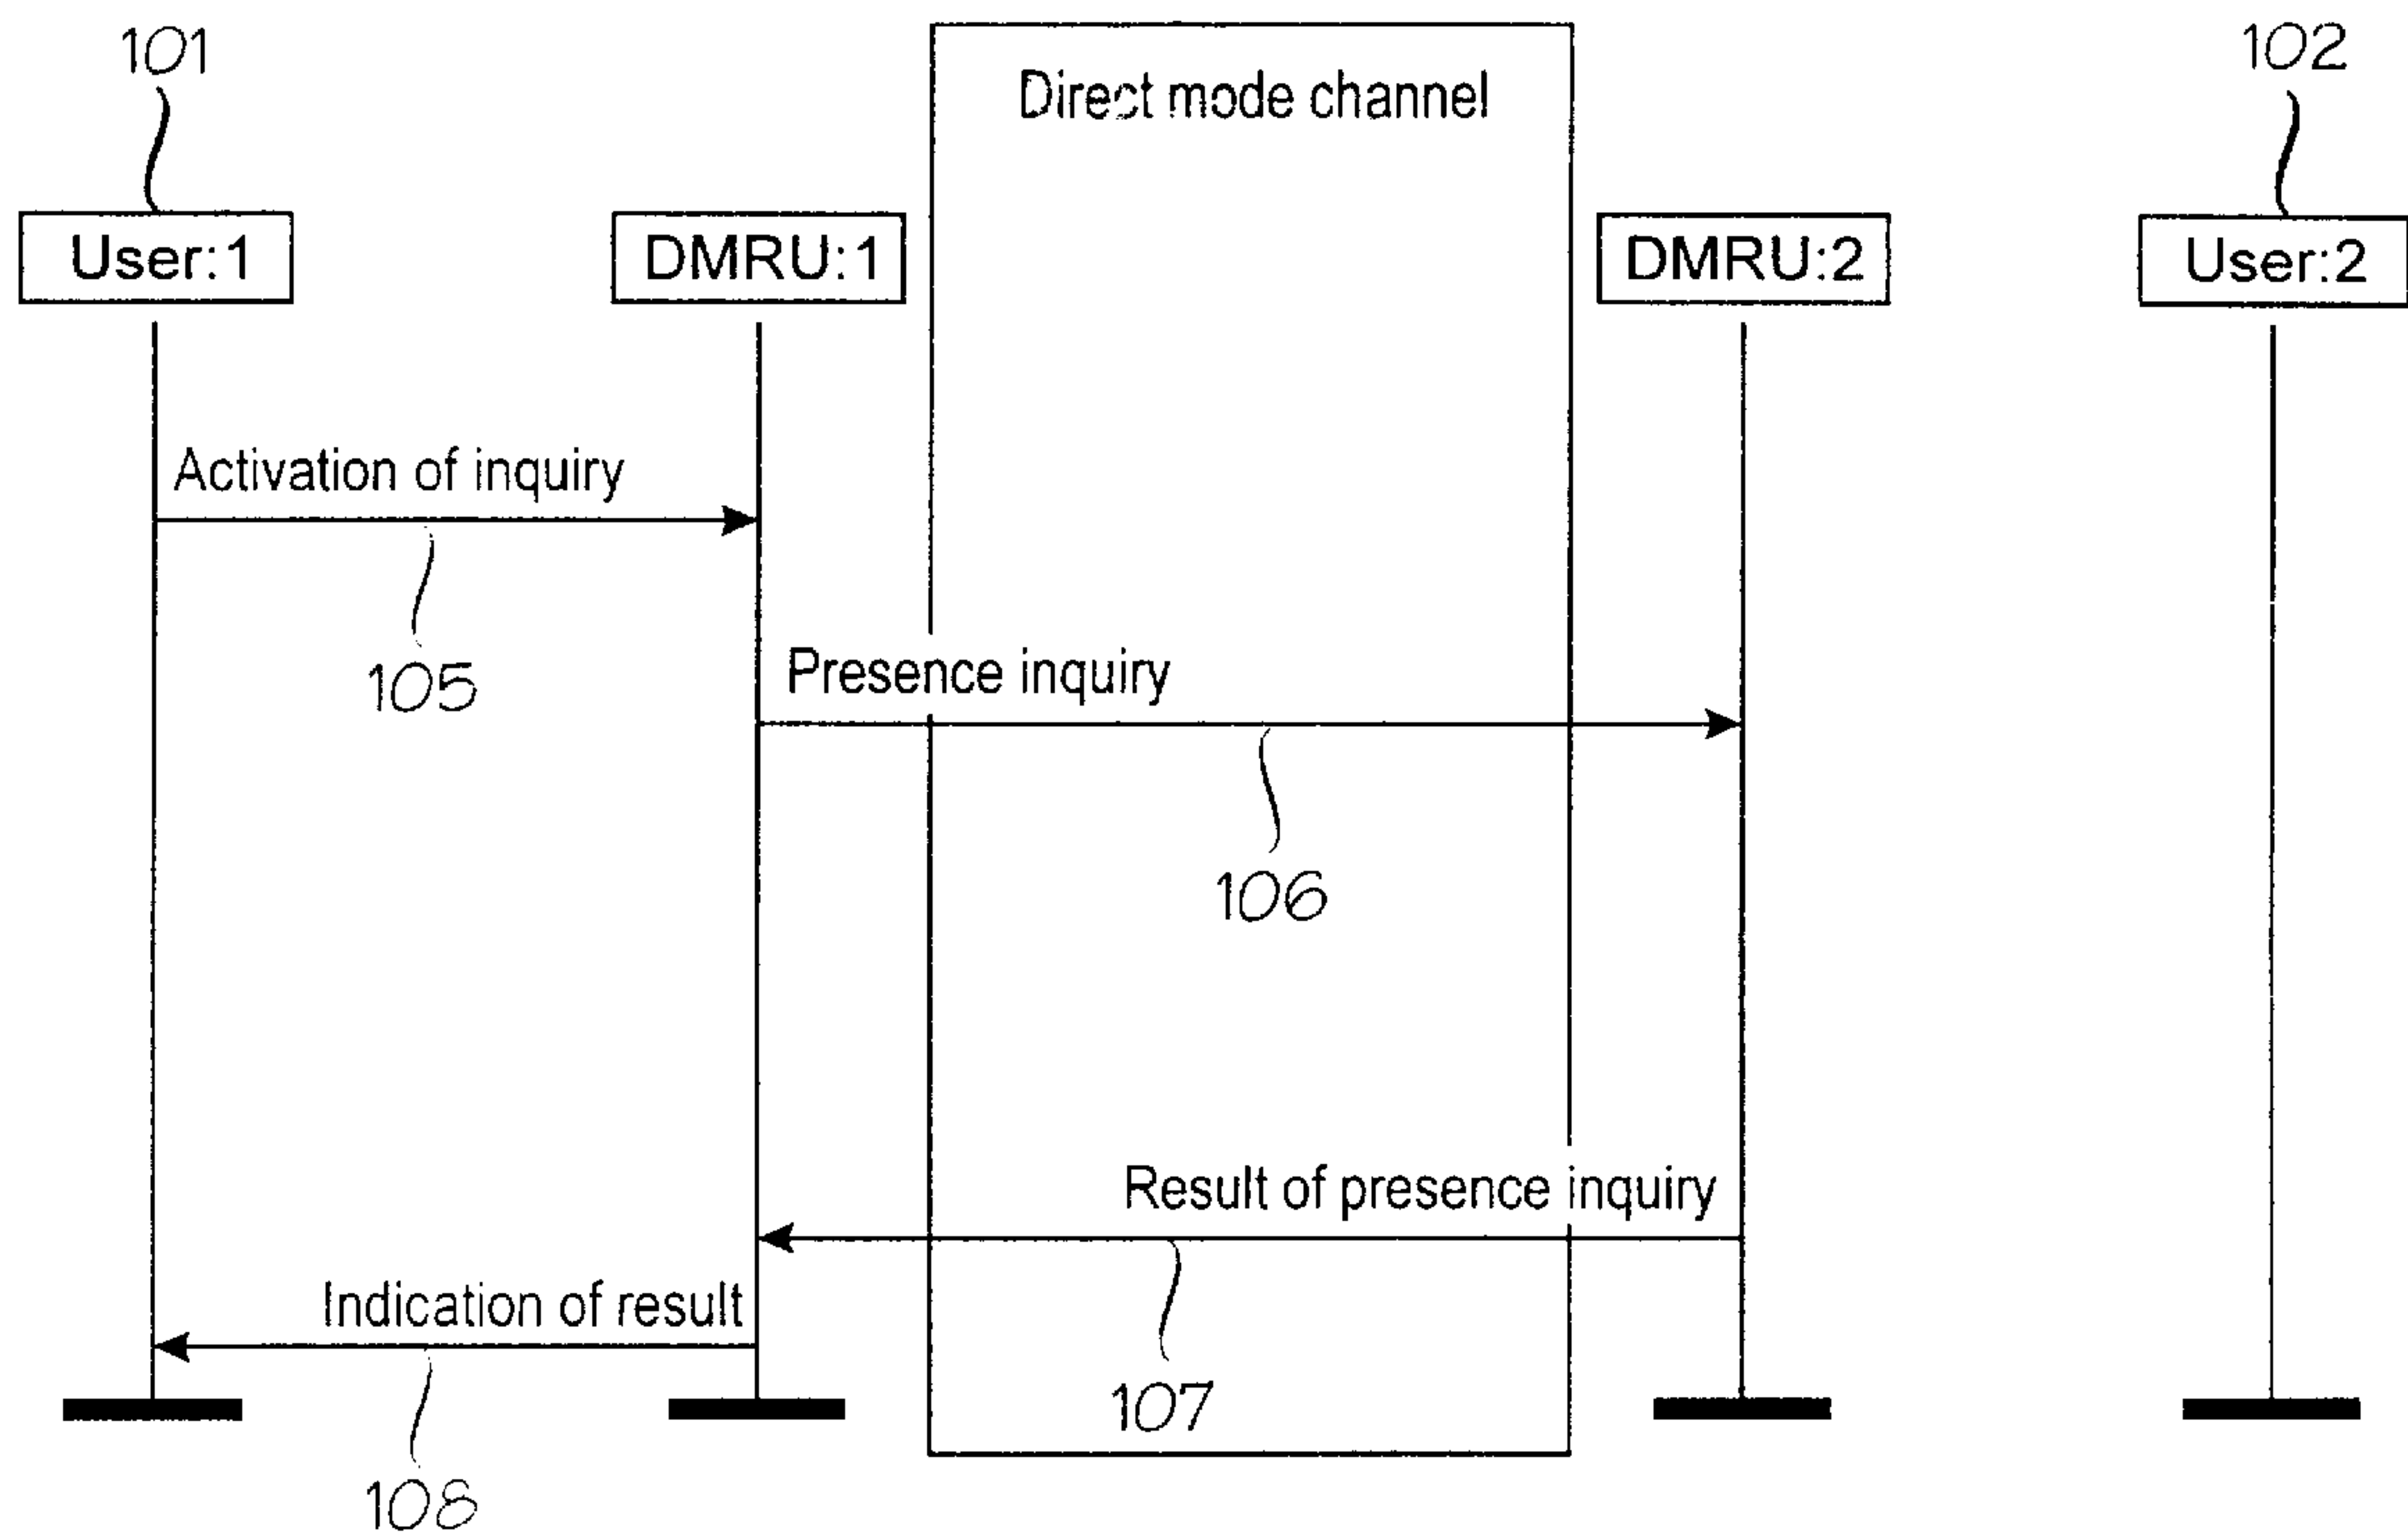 101
102
Direct mode channel
User:1
DMRU:1
DMRU:2
User:2
Activation of inquiry
105
Presence inquiry
106
Result of presence inquiry
107
Indication of result
108